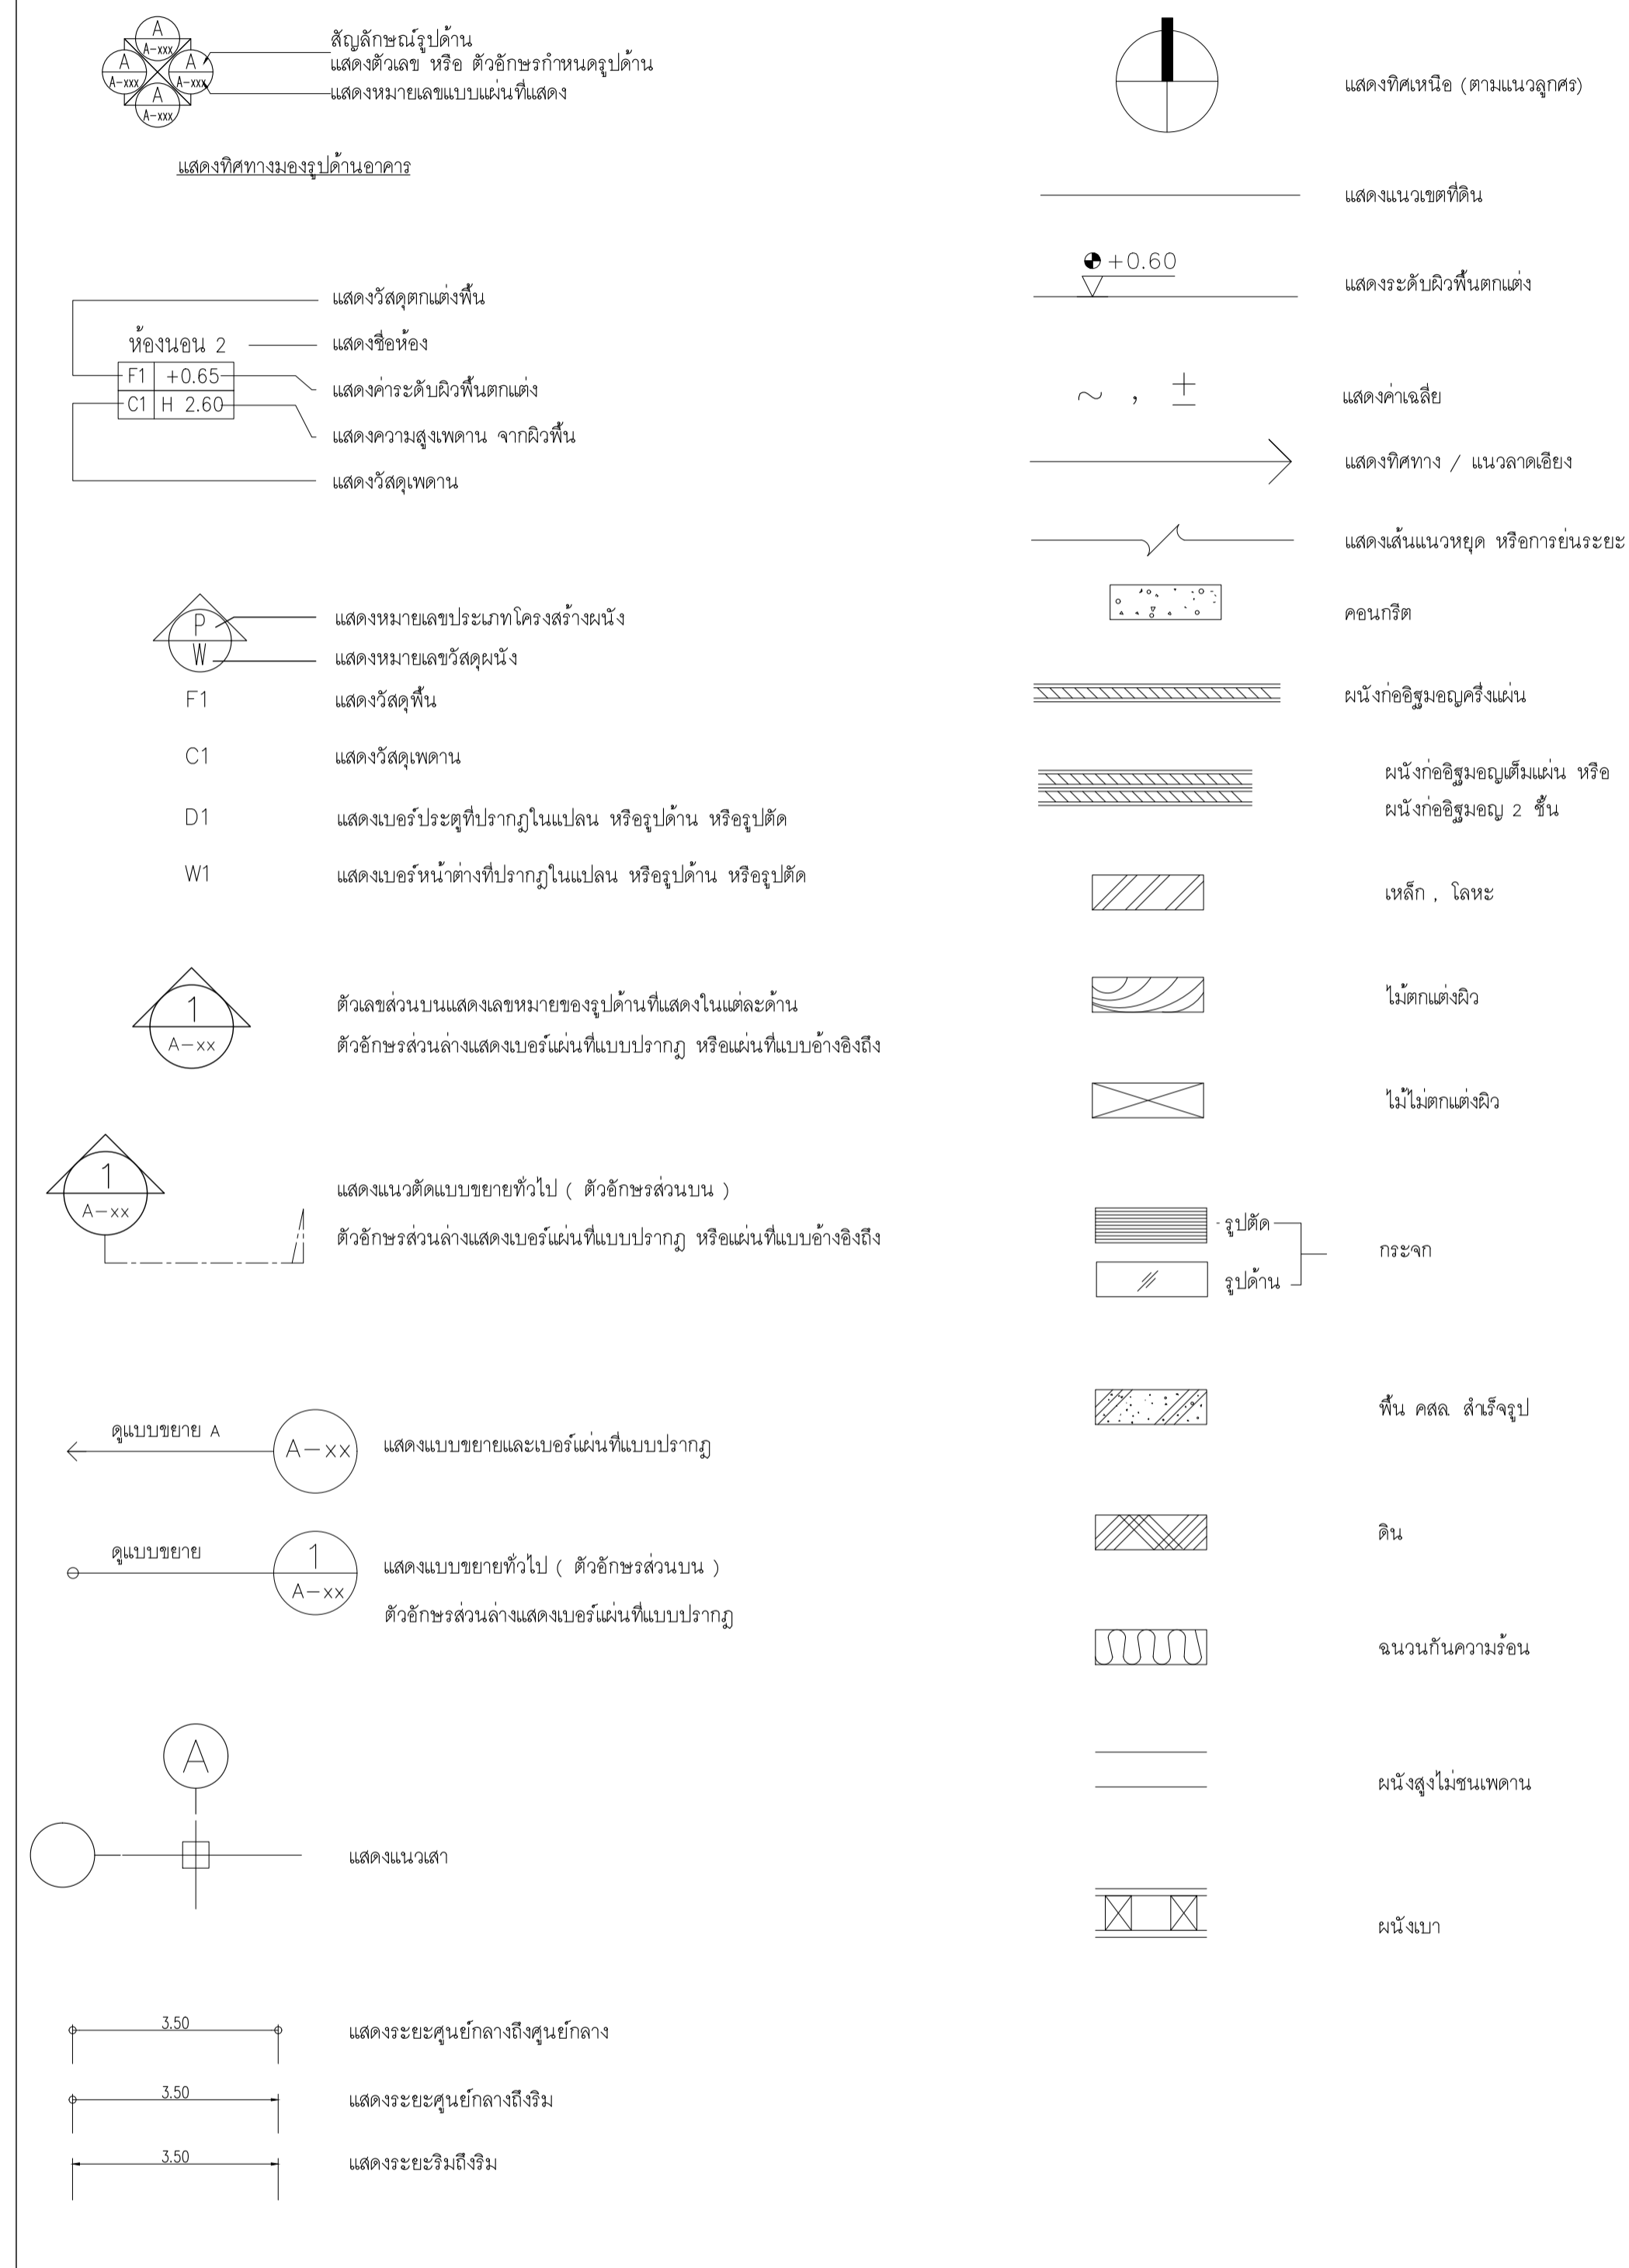 A
A-xxx
A
A-xxx
A
A-xxx
A
A-xxx
สัญลักษณ์รูปด้าน
แสดงตัวเลข หรือ ตัวอักษรกำหนดรูปด้าน
แสดงหมายเลขแบบแผ่นที่แสดง
แสดงทิศทางมองรูปด้านอาคาร
แสดงวัสดุตกแต่งพื้น
ห้องนอน 2
แสดงชื่อห้อง
F1 +0.65
แสดงค่าระดับผิวพื้นตกแต่ง
C1 H 2.60
แสดงความสูงเพดาน จากผิวพื้น
แสดงวัสดุเพดาน
P
แสดงหมายเลขประเภทโครงสร้างผนัง
W
แสดงหมายเลขวัสดุผนัง
F1 แสดงวัสดุพื้น
C1 แสดงวัสดุเพดาน
D1 แสดงเบอร์ประตูที่ปรากฎในแปลน หรือรูปด้าน หรือรูปตัด
W1 แสดงเบอร์หน้าต่างที่ปรากฎในแปลน หรือรูปด้าน หรือรูปตัด
1
A-xx
ตัวเลขส่วนบนแสดงเลขหมายของรูปด้านที่แสดงในแต่ละด้าน
ตัวอักษรส่วนล่างแสดงเบอร์แผ่นที่แบบปรากฎ หรือแผ่นที่แบบอ้างอิงถึง
1
A-xx
แสดงแนวตัดแบบขยายทั่วไป ( ตัวอักษรส่วนบน )
ตัวอักษรส่วนล่างแสดงเบอร์แผ่นที่แบบปรากฎ หรือแผ่นที่แบบอ้างอิงถึง
ดูแบบขยาย A
A-xx
แสดงแบบขยายและเบอร์แผ่นที่แบบปรากฎ
ดูแบบขยาย
1
A-xx
แสดงแบบขยายทั่วไป ( ตัวอักษรส่วนบน )
ตัวอักษรส่วนล่างแสดงเบอร์แผ่นที่แบบปรากฎ
A
แสดงแนวเสา
3.50
แสดงระยะศูนย์กลางถึงศูนย์กลาง
3.50
แสดงระยะศูนย์กลางถึงริม
3.50
แสดงระยะริมถึงริม
แสดงทิศเหนือ (ตามแนวลูกศร)
แสดงแนวเขตที่ดิน
+0.60
แสดงระดับผิวพื้นตกแต่ง
~ , ±
แสดงค่าเฉลี่ย
แสดงทิศทาง / แนวลาดเอียง
แสดงเส้นแนวหยุด หรือการย่นระยะ
คอนกรีต
ผนังก่ออิฐมอญครึ่งแผ่น
ผนังก่ออิฐมอญเต็มแผ่น หรือ
ผนังก่ออิฐมอญ 2 ชั้น
เหล็ก , โลหะ
ไม้ตกแต่งผิว
ไม้ไม่ตกแต่งผิว
รูปตัด
กระจก
รูปด้าน
พื้น คสล. สำเร็จรูป
ดิน
ฉนวนกันความร้อน
ผนังสูงไม่ชนเพดาน
ผนังเบา